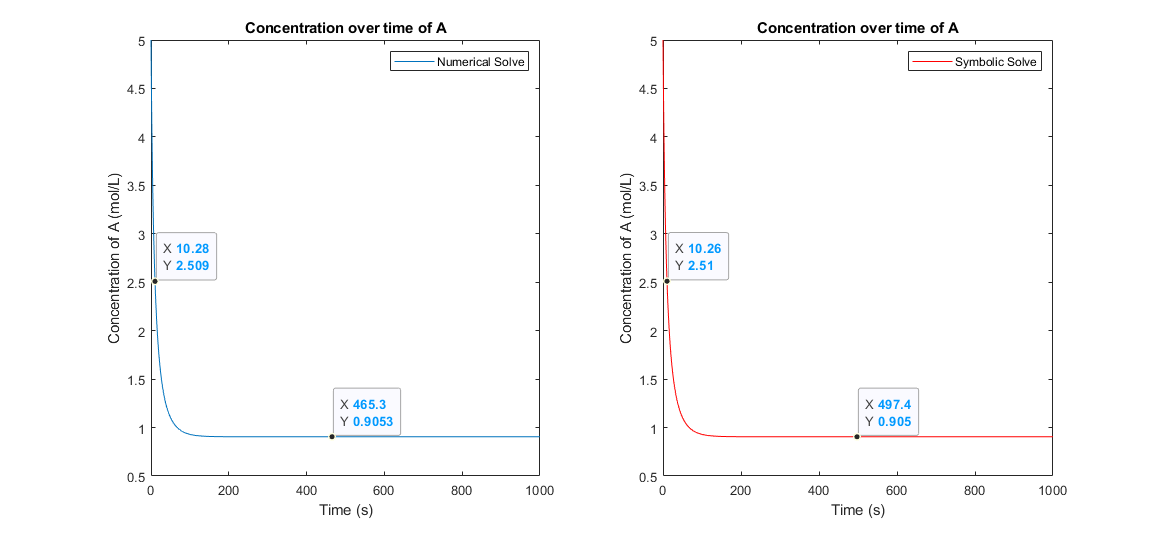 Concentration over time of A
Numerical Solve
5
4.5
4
3.5
3
2.5
2
1.5
1
0.5
Concentration of A (mol/L)
X 10.28
Y 2.509
X 465.3
Y 0.9053
0 200 400 600 800 1000
Time (s)
Concentration over time of A
Symbolic Solve
5
4.5
4
3.5
3
2.5
2
1.5
1
0.5
Concentration of A (mol/L)
X 10.26
Y 2.51
X 497.4
Y 0.905
0 200 400 600 800 1000
Time (s)